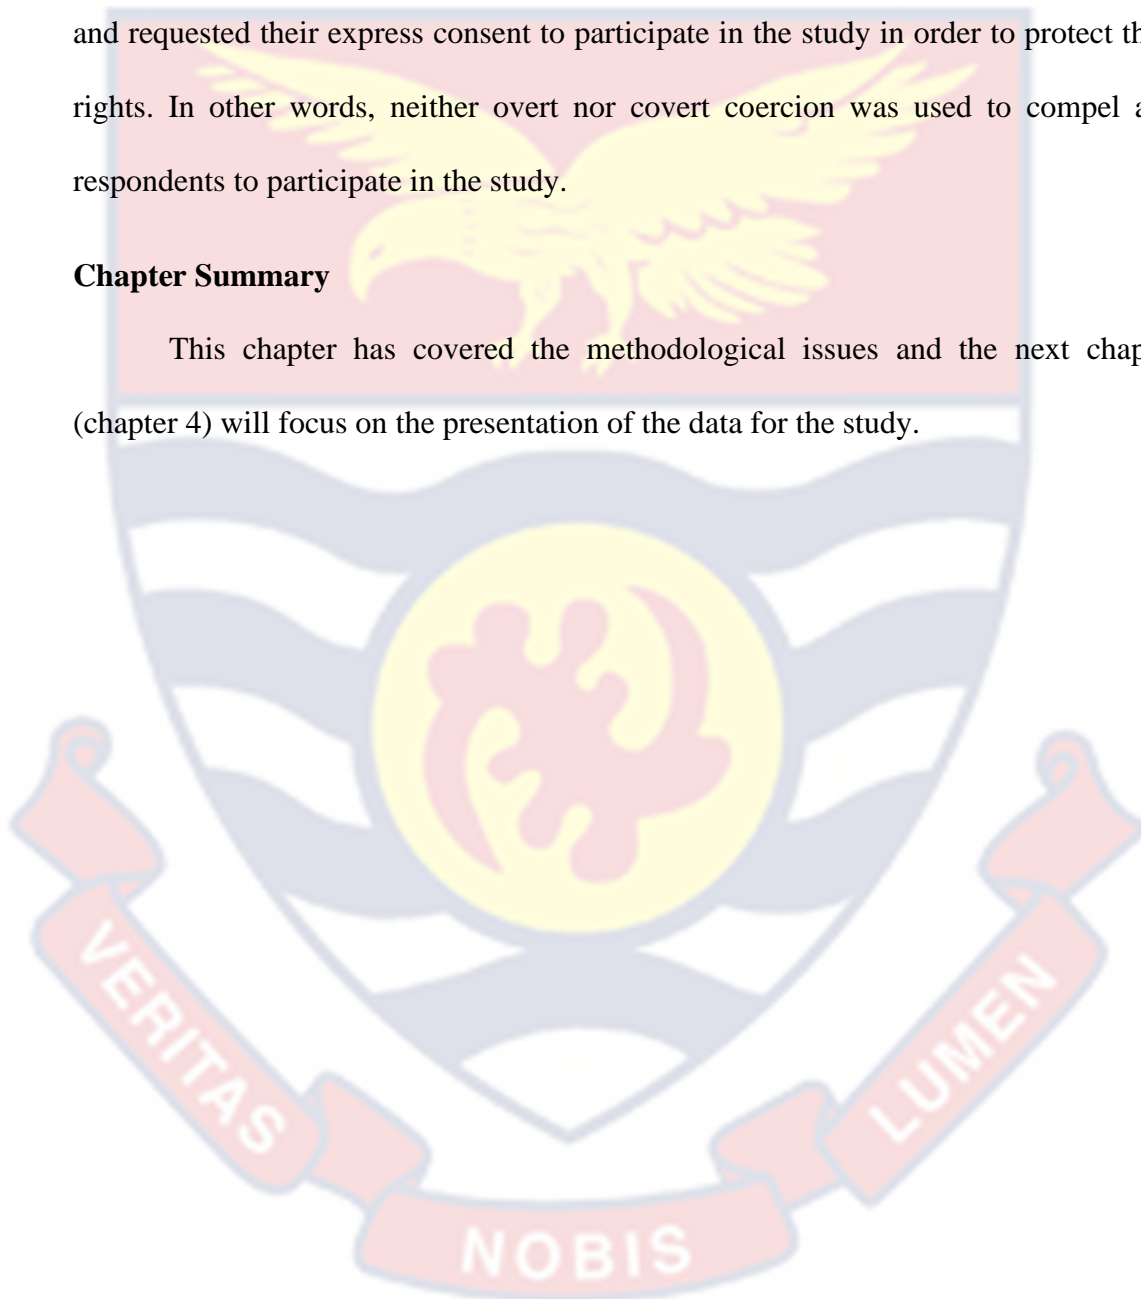 and requested their express consent to participate in the study in order to protect th
rights. In other words, neither overt nor covert coercion was used to compel a
respondents to participate in the study.
Chapter Summary
This chapter has covered the methodological issues and the next chap
(chapter 4) will focus on the presentation of the data for the study.
VERITAS
NOBIS
LUMEN